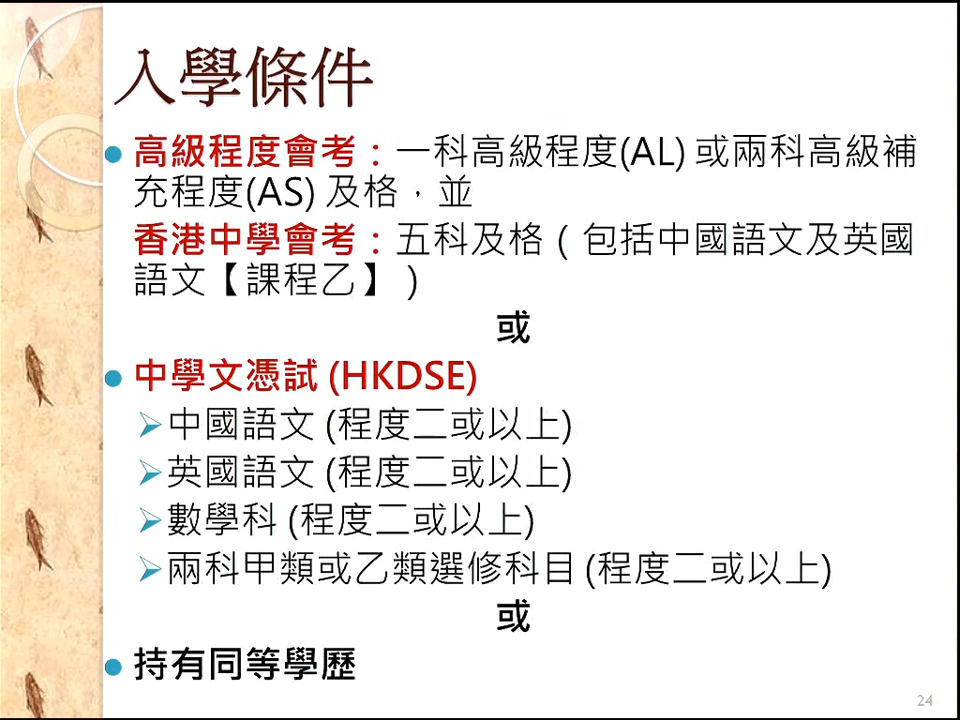 入學條件
高級程度會考：一科高級程度(AL) 或兩科高級補
充程度(AS) 及格，並
香港中學會考：五科及格（包括中國語文及英國
語文【課程乙】）
或
中學文憑試 (HKDSE)
中國語文 (程度二或以上)
英國語文 (程度二或以上)
數學科 (程度二或以上)
兩科甲類或乙類選修科目 (程度二或以上)
或
持有同等學歷
24